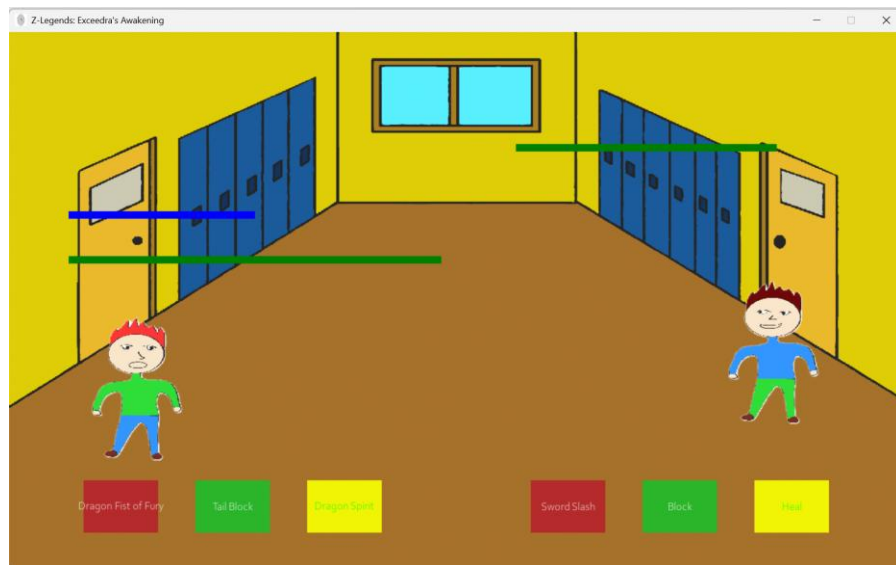 Z-Legends: Exceedra's Awakening
Dragon Fist of Fury
Tail Block
Dragon Spirit
Sword Slash
Block
Heal